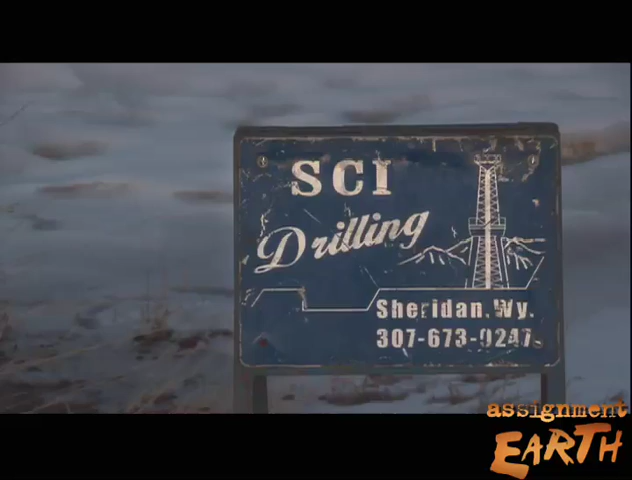 SCI
Drilling
Sheridan, Wy.
307-673-0247
assignment
EARTH